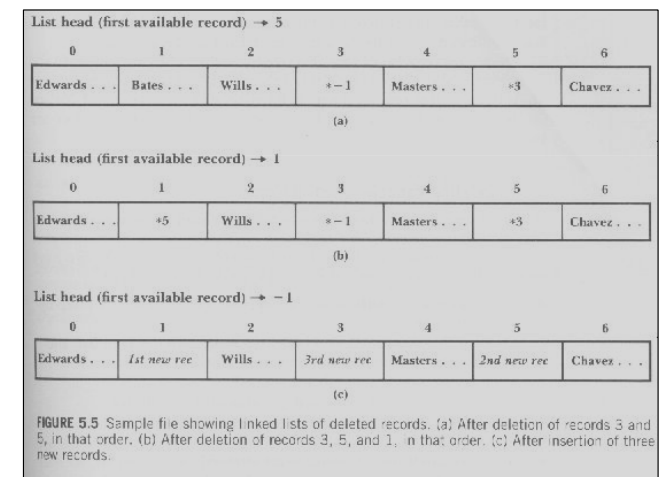 List head (first available record) → 5
0 1 2 3 4 5 6
Edwards . . . Bates . . . Wills . . . *−1 Masters . . . *3 Chavez . . .
(a)
List head (first available record) → 1
0 1 2 3 4 5 6
Edwards . . . *5 Wills . . . *−1 Masters . . . *3 Chavez . . .
(b)
List head (first available record) → −1
0 1 2 3 4 5 6
Edwards . . . 1st new rec Wills . . . 3rd new rec Masters . . . 2nd new rec Chavez . . .
(c)
FIGURE 5.5 Sample file showing linked lists of deleted records. (a) After deletion of records 3 and
5, in that order. (b) After deletion of records 3, 5, and 1, in that order. (c) After insertion of three
new records.